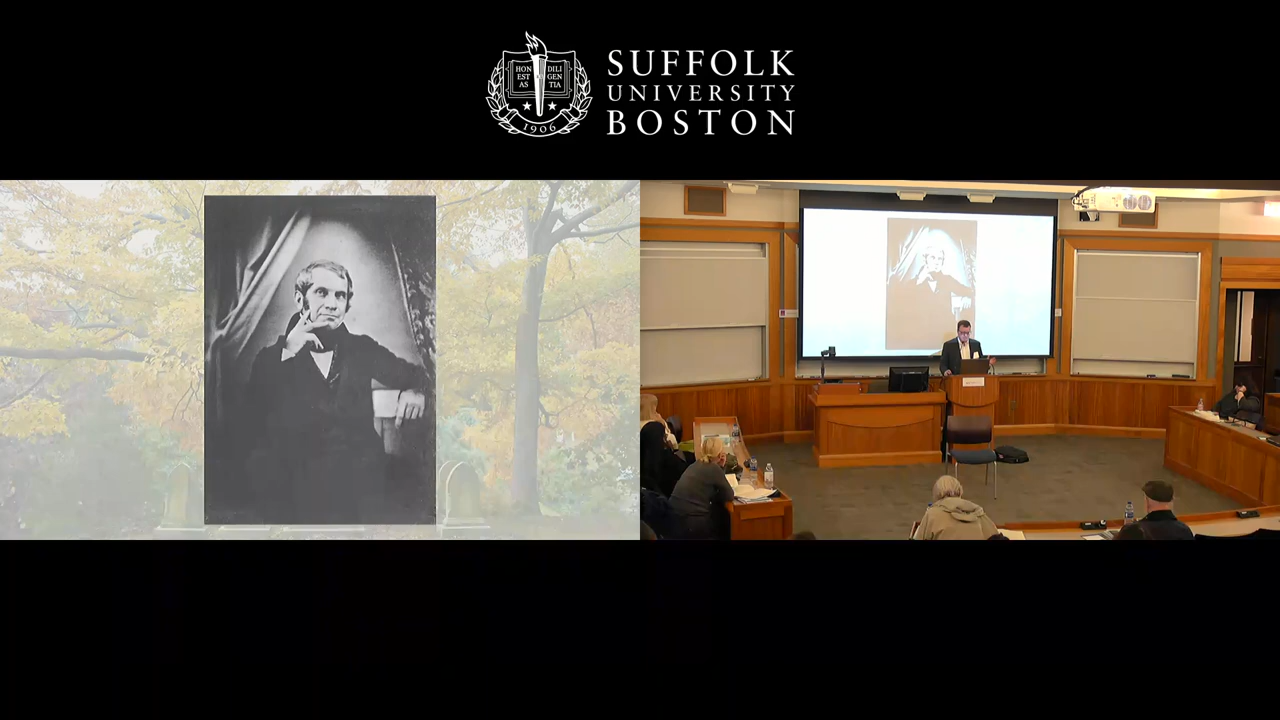 HON
EST
AS
DILI
GEN
TIA
1906
SUFFOLK
UNIVERSITY
BOSTON